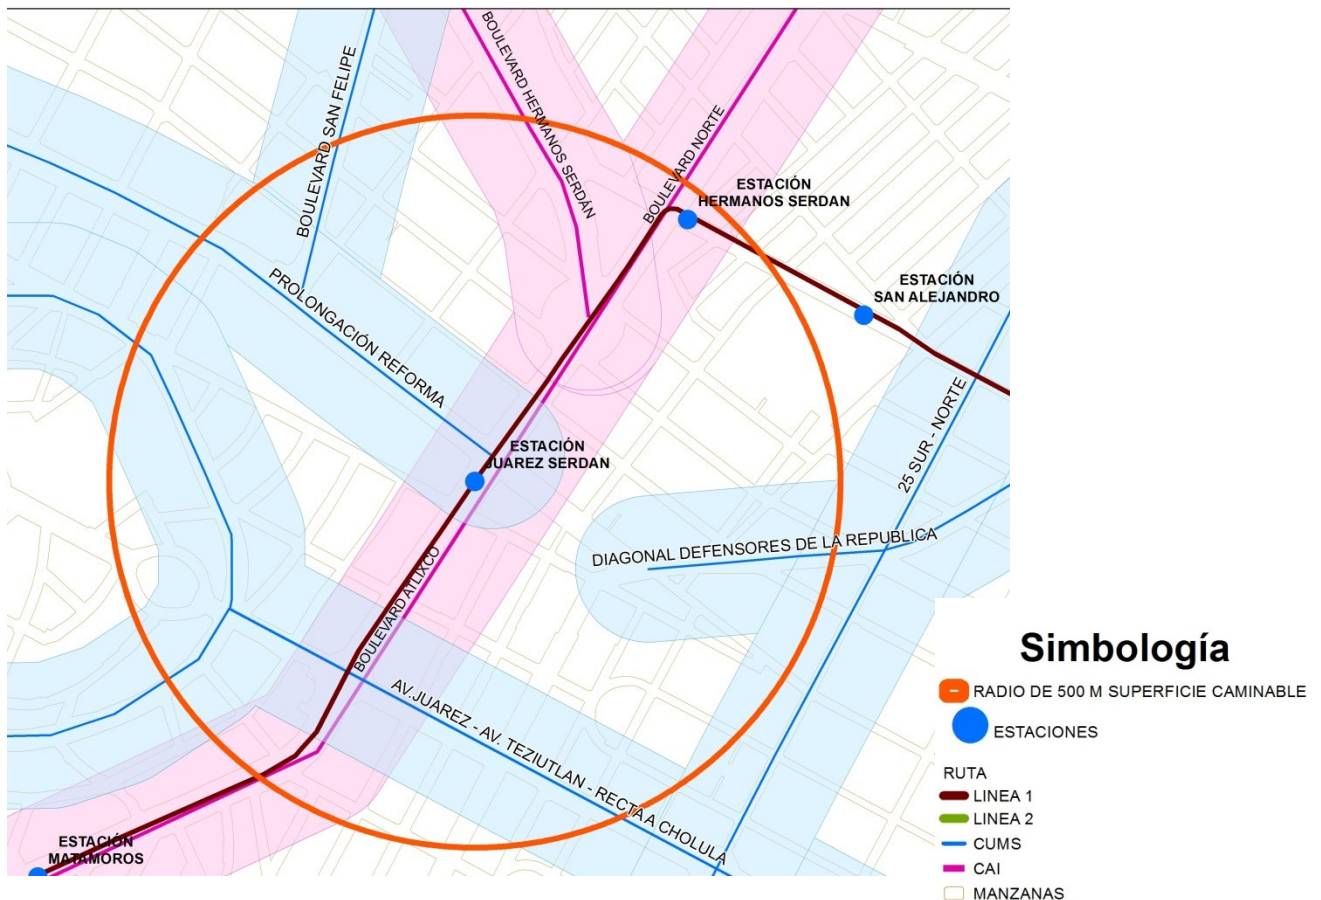 BOULEVARD SAN FELIPE
BOULEVARD HERMANOS SERDÁN
BOULEVARD NORTE
ESTACIÓN
HERMANOS SERDAN
ESTACIÓN
SAN ALEJANDRO
PROLONGACIÓN REFORMA
25 SUR - NORTE
ESTACIÓN
JUAREZ SERDAN
DIAGONAL DEFENSORES DE LA REPUBLICA
BOULEVARD ATLIXCO
AV.JUAREZ - AV. TEZIUTLAN - RECTA A CHOLULA
ESTACIÓN
MATAMOROS
Simbología
RADIO DE 500 M SUPERFICIE CAMINABLE
ESTACIONES
RUTA
LINEA 1
LINEA 2
CUMS
CAI
MANZANAS